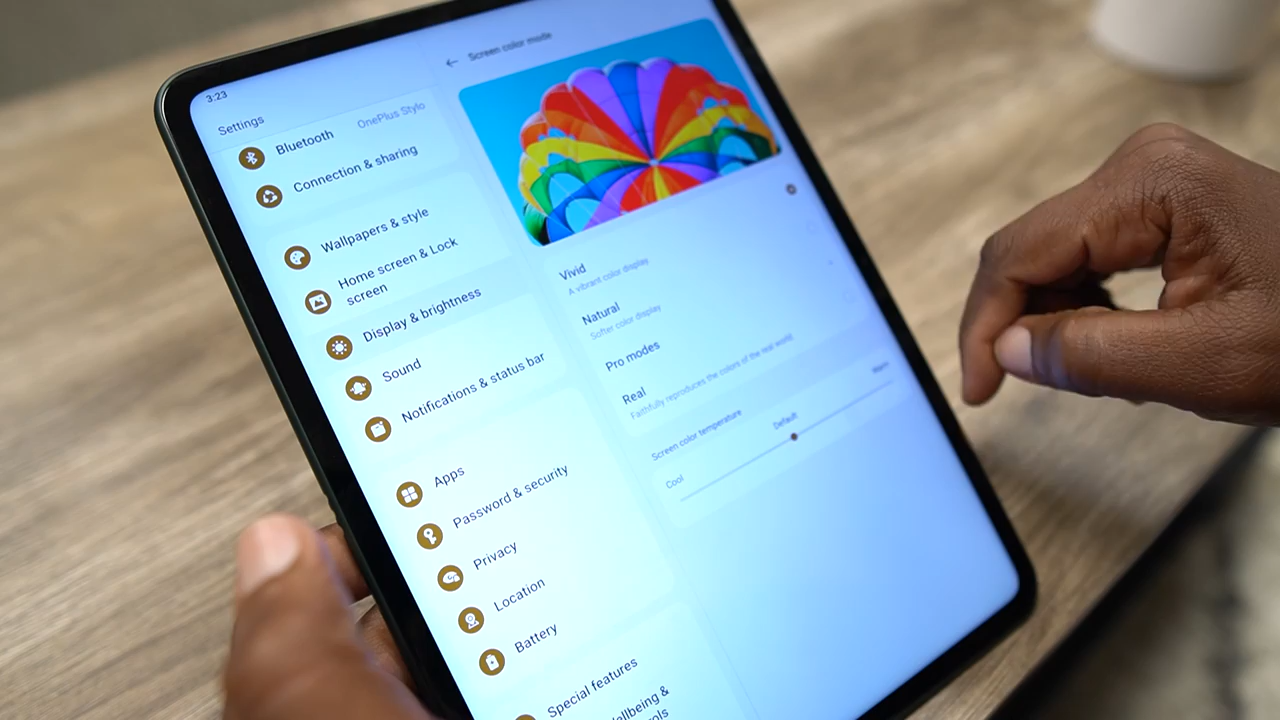 3:23
Settings
Bluetooth
OnePlus Stylo
Connection & sharing
Wallpapers & style
Home screen & Lock
screen
Display & brightness
Sound
Notifications & status bar
Apps
Password & security
Privacy
Location
Battery
Special features
Screen color mode
Vivid
A vibrant color display
Natural
Softer color display
Pro modes
Real
Faithfully reproduces the colors of the real world.
Screen color temperature
Cool
Default
Warm